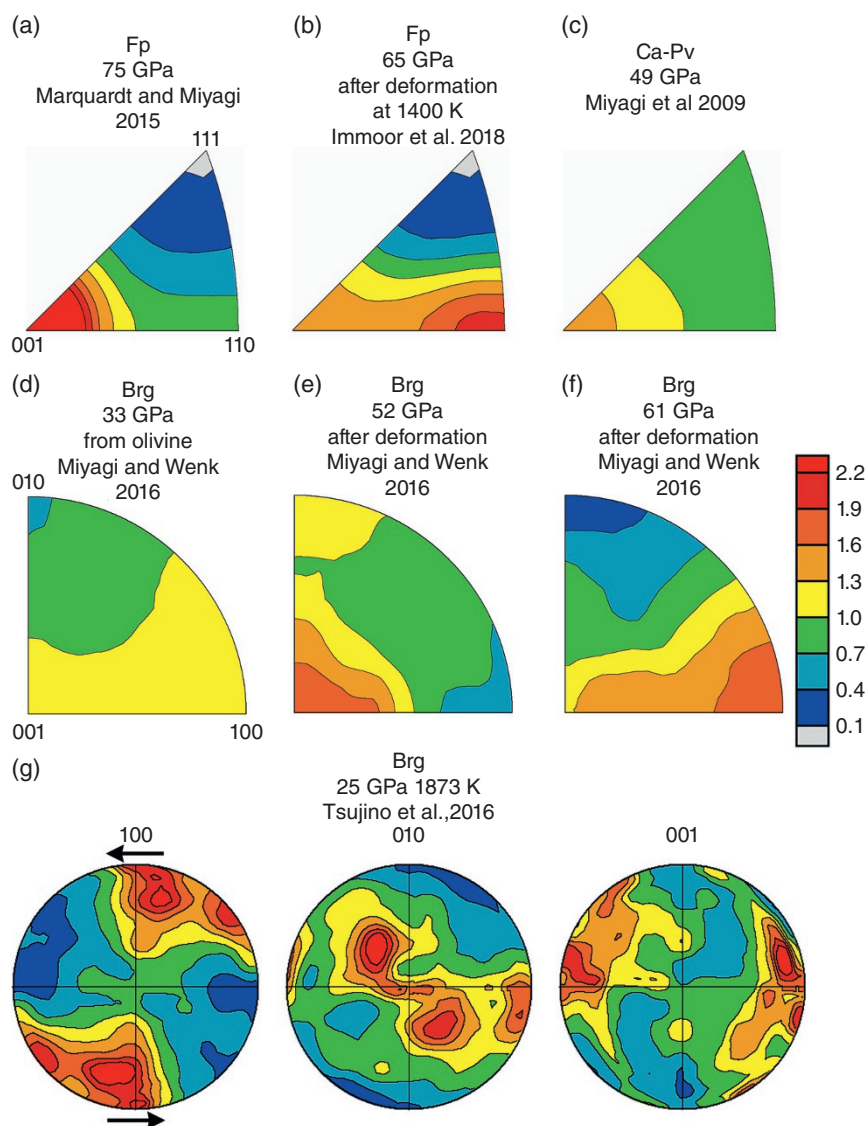 (a)
Fp
75 GPa
Marquardt and Miyagi
2015
111
001
110
(b)
Fp
65 GPa
after deformation
at 1400 K
Immoor et al. 2018
(c)
Ca-Pv
49 GPa
Miyagi et al 2009
(d)
Brg
33 GPa
from olivine
Miyagi and Wenk
2016
010
001
100
(e)
Brg
52 GPa
after deformation
Miyagi and Wenk
2016
(f)
Brg
61 GPa
after deformation
Miyagi and Wenk
2016
2.2
1.9
1.6
1.3
1.0
0.7
0.4
0.1
(g)
Brg
25 GPa 1873 K
Tsujino et al.,2016
100
010
001